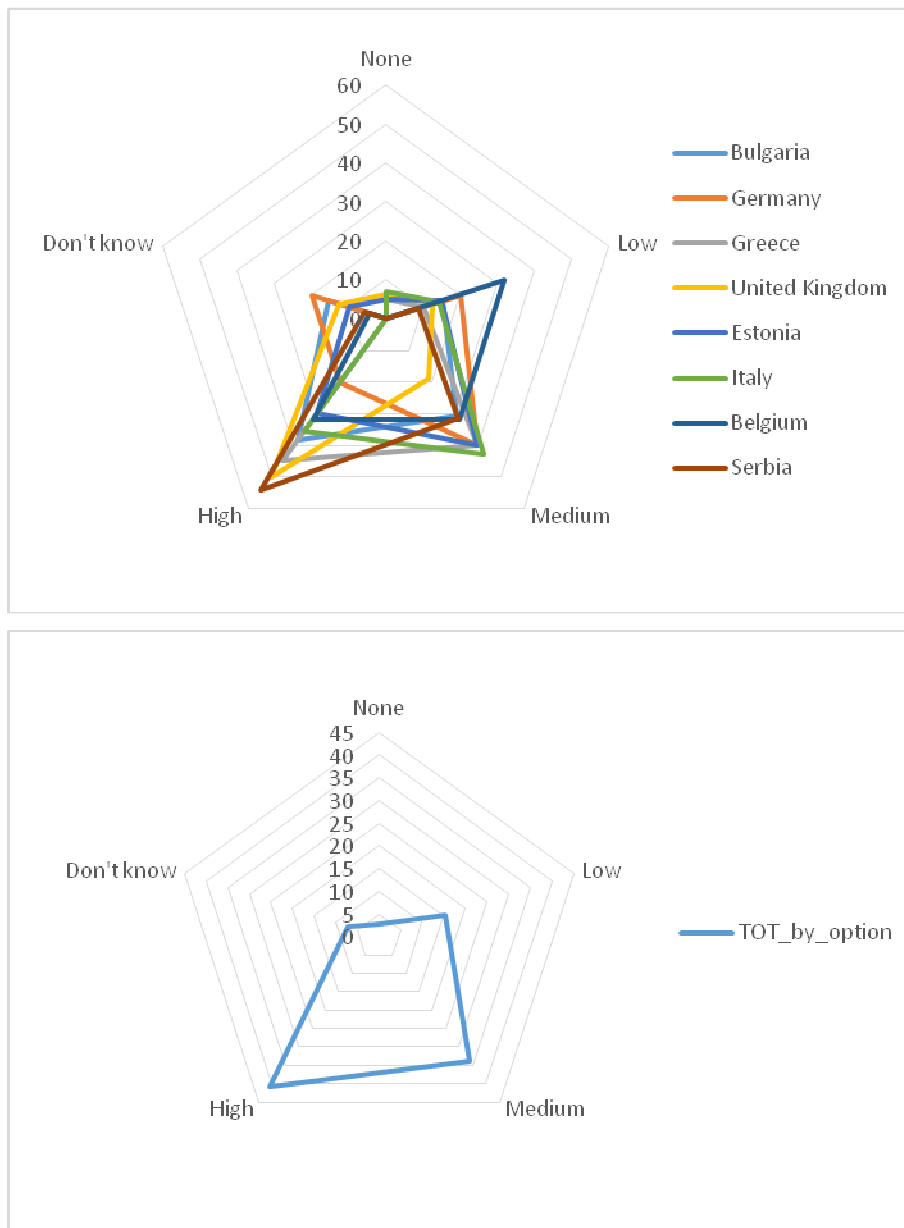 None
60
50
40
30
20
10
0
Don't know
Low
High
Medium
Bulgaria
Germany
Greece
United Kingdom
Estonia
Italy
Belgium
Serbia
None
45
40
35
30
25
20
15
10
5
0
Don't know
Low
High
Medium
TOT_by_option